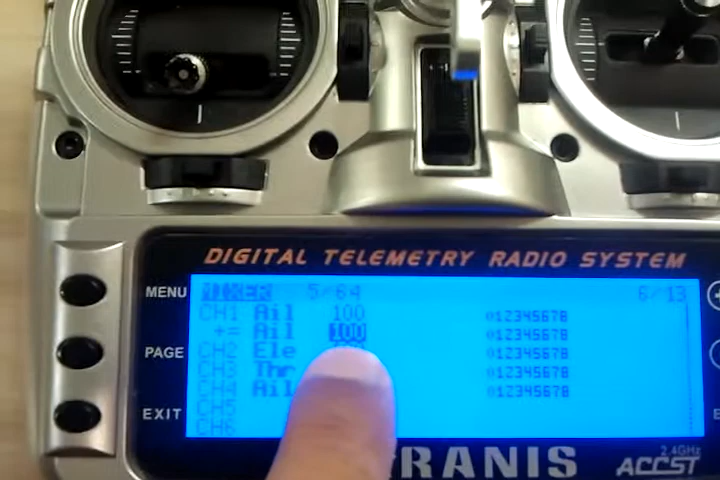 DIGITAL TELEMETRY RADIO SYSTEM
MENU
MIXER 5/64 6/13
CH1 Ail 100 012345678
+= Ail 100 012345678
PAGE
CH2 Ele 012345678
CH3 Thr 012345678
CH4 Ail 012345678
EXIT
CH5
CH6
RANIS
2.4GHz
ACCST